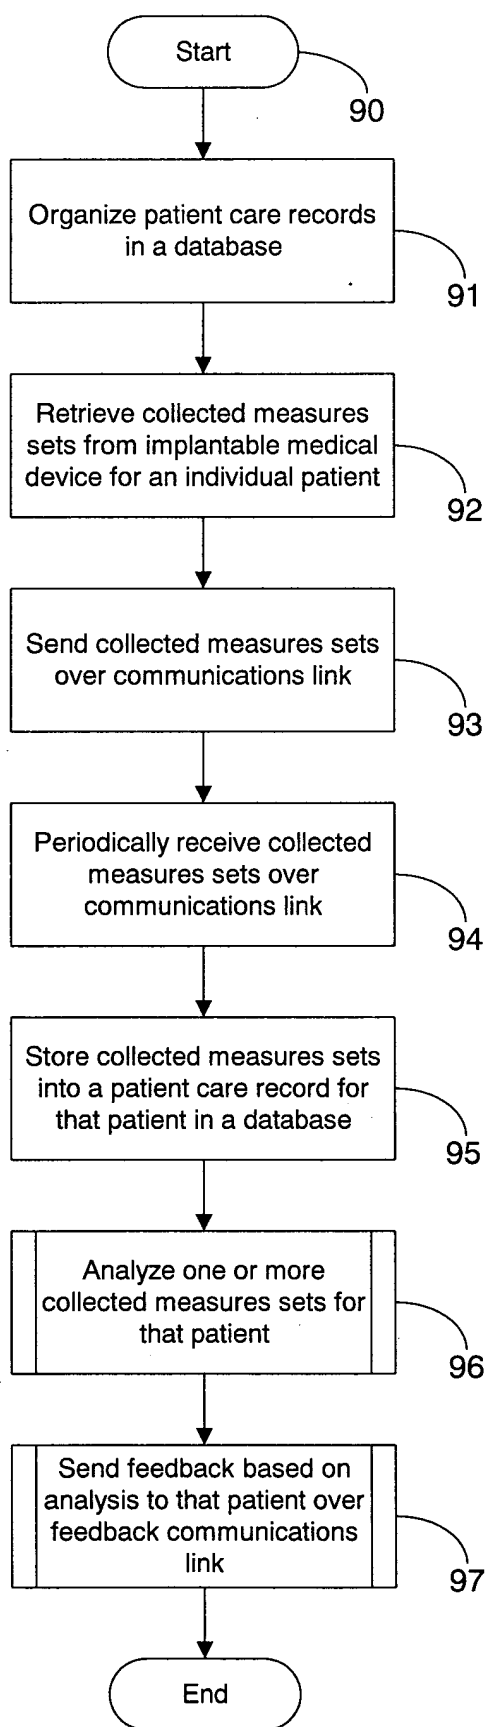 Start
90
Organize patient care records
in a database
91
Retrieve collected measures
sets from implantable medical
device for an individual patient
92
Send collected measures sets
over communications link
93
Periodically receive collected
measures sets over
communications link
94
Store collected measures sets
into a patient care record for
that patient in a database
95
Analyze one or more
collected measures sets for
that patient
96
Send feedback based on
analysis to that patient over
feedback communications
link
97
End